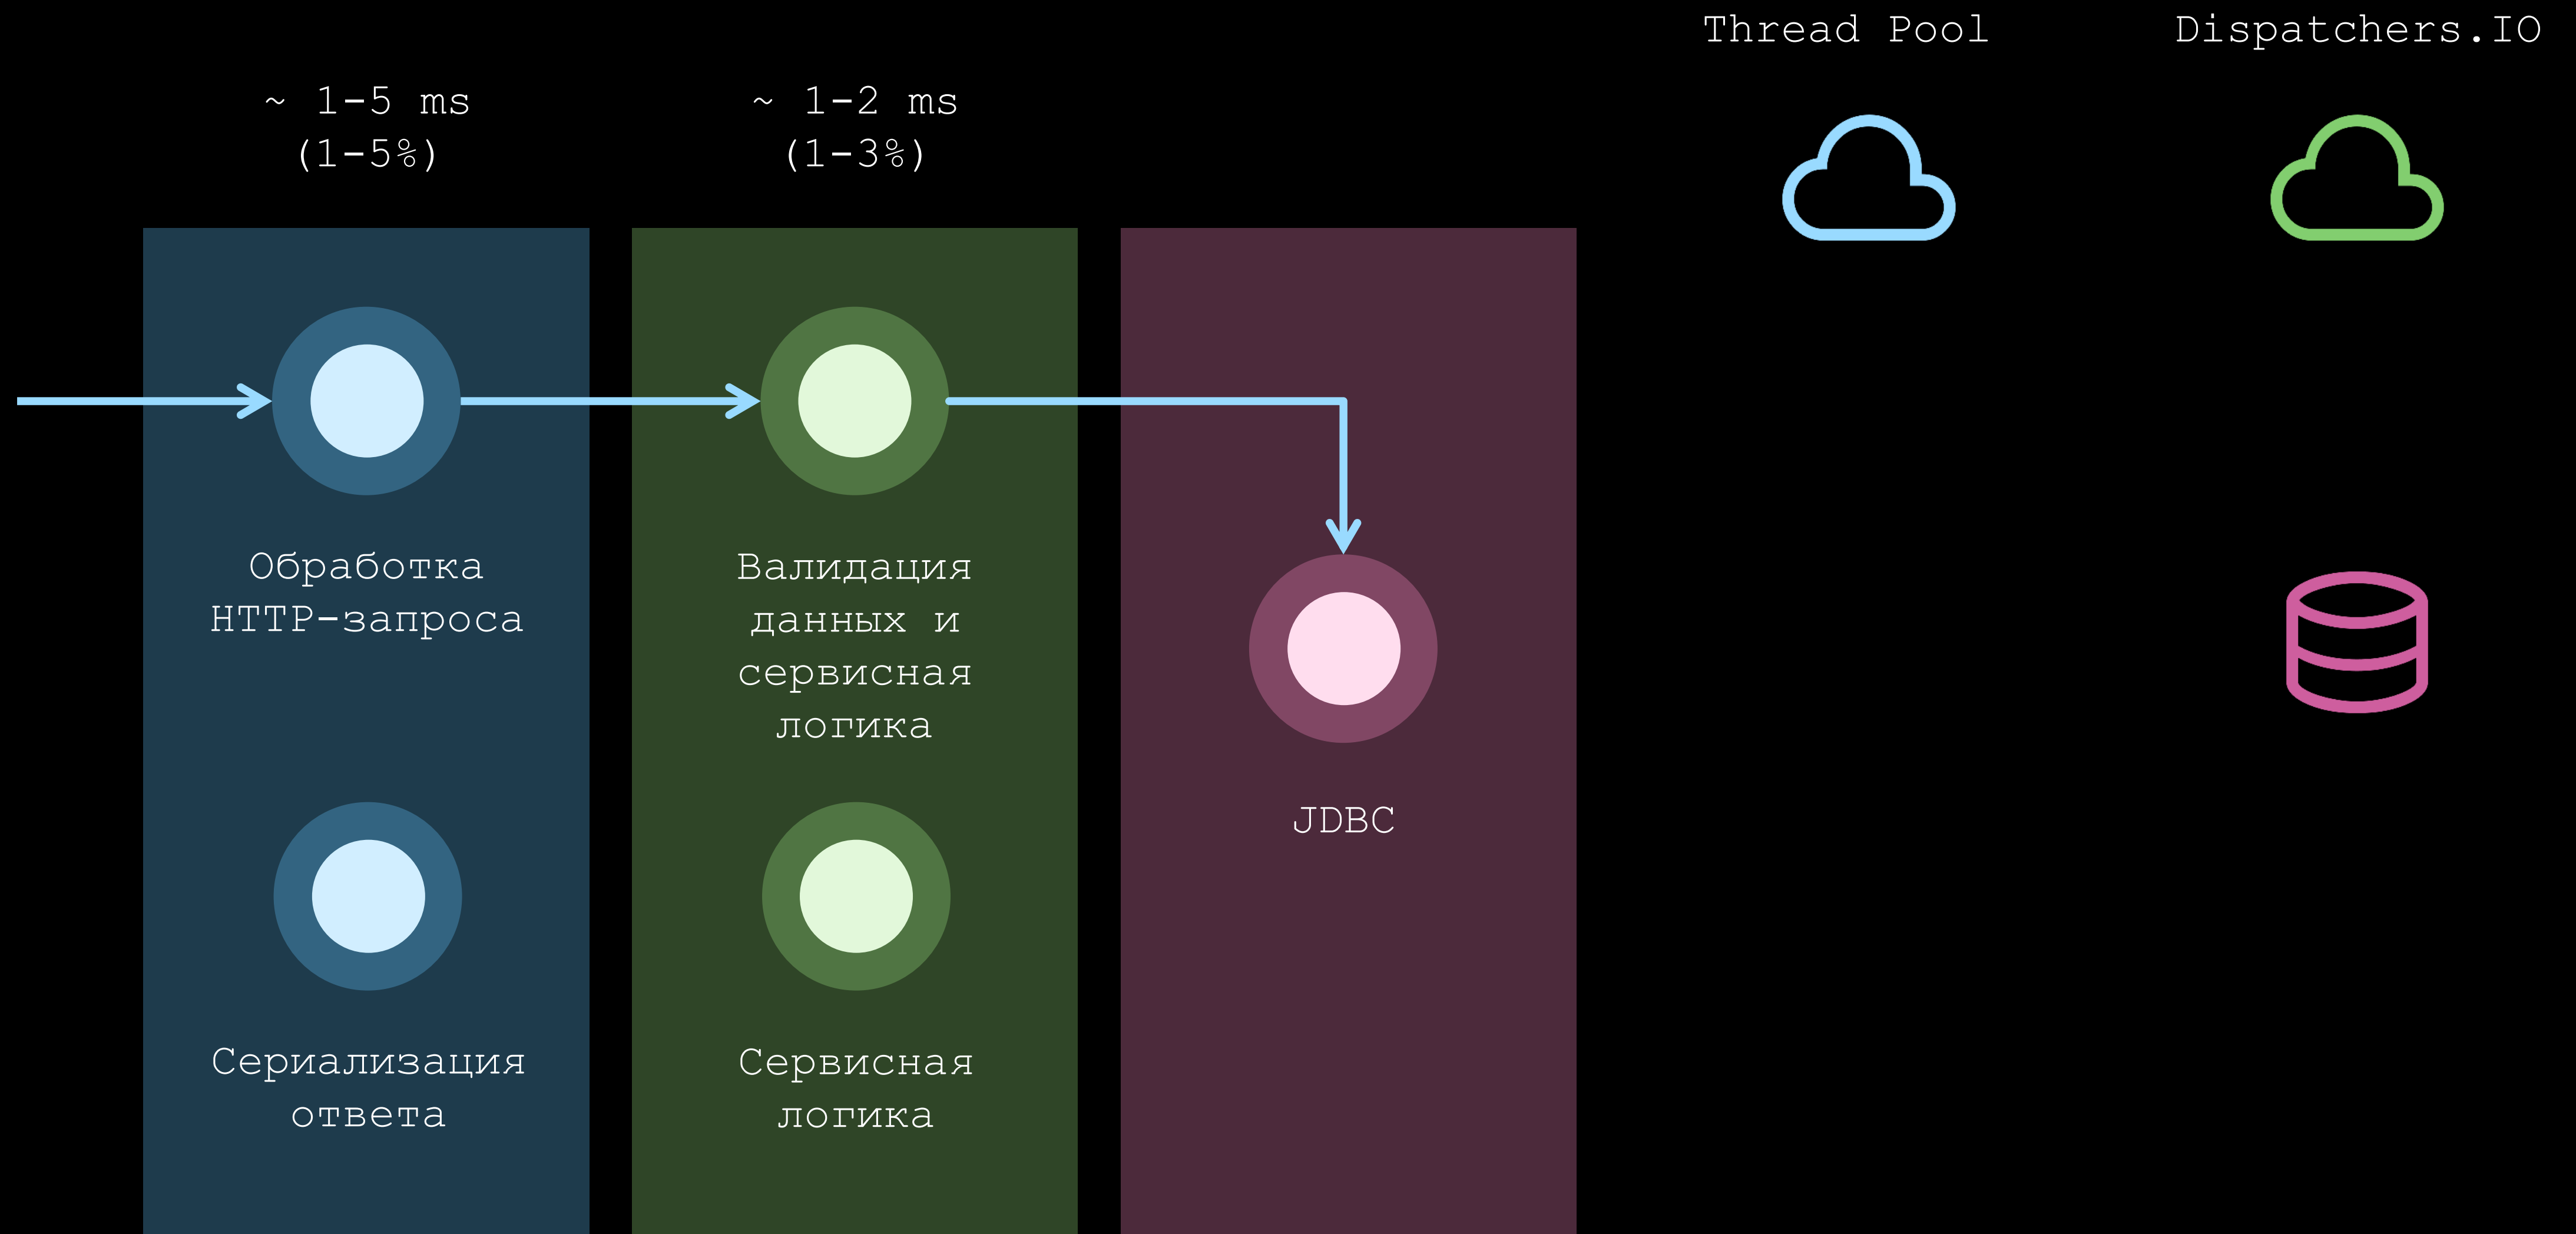 Thread Pool
Dispatchers.IO
~ 1-5 ms
(1-5%)
~ 1-2 ms
(1-3%)
Обработка
HTTP-запроса
Валидация
данных и
сервисная
логика
JDBC
Сериализация
ответа
Сервисная
логика